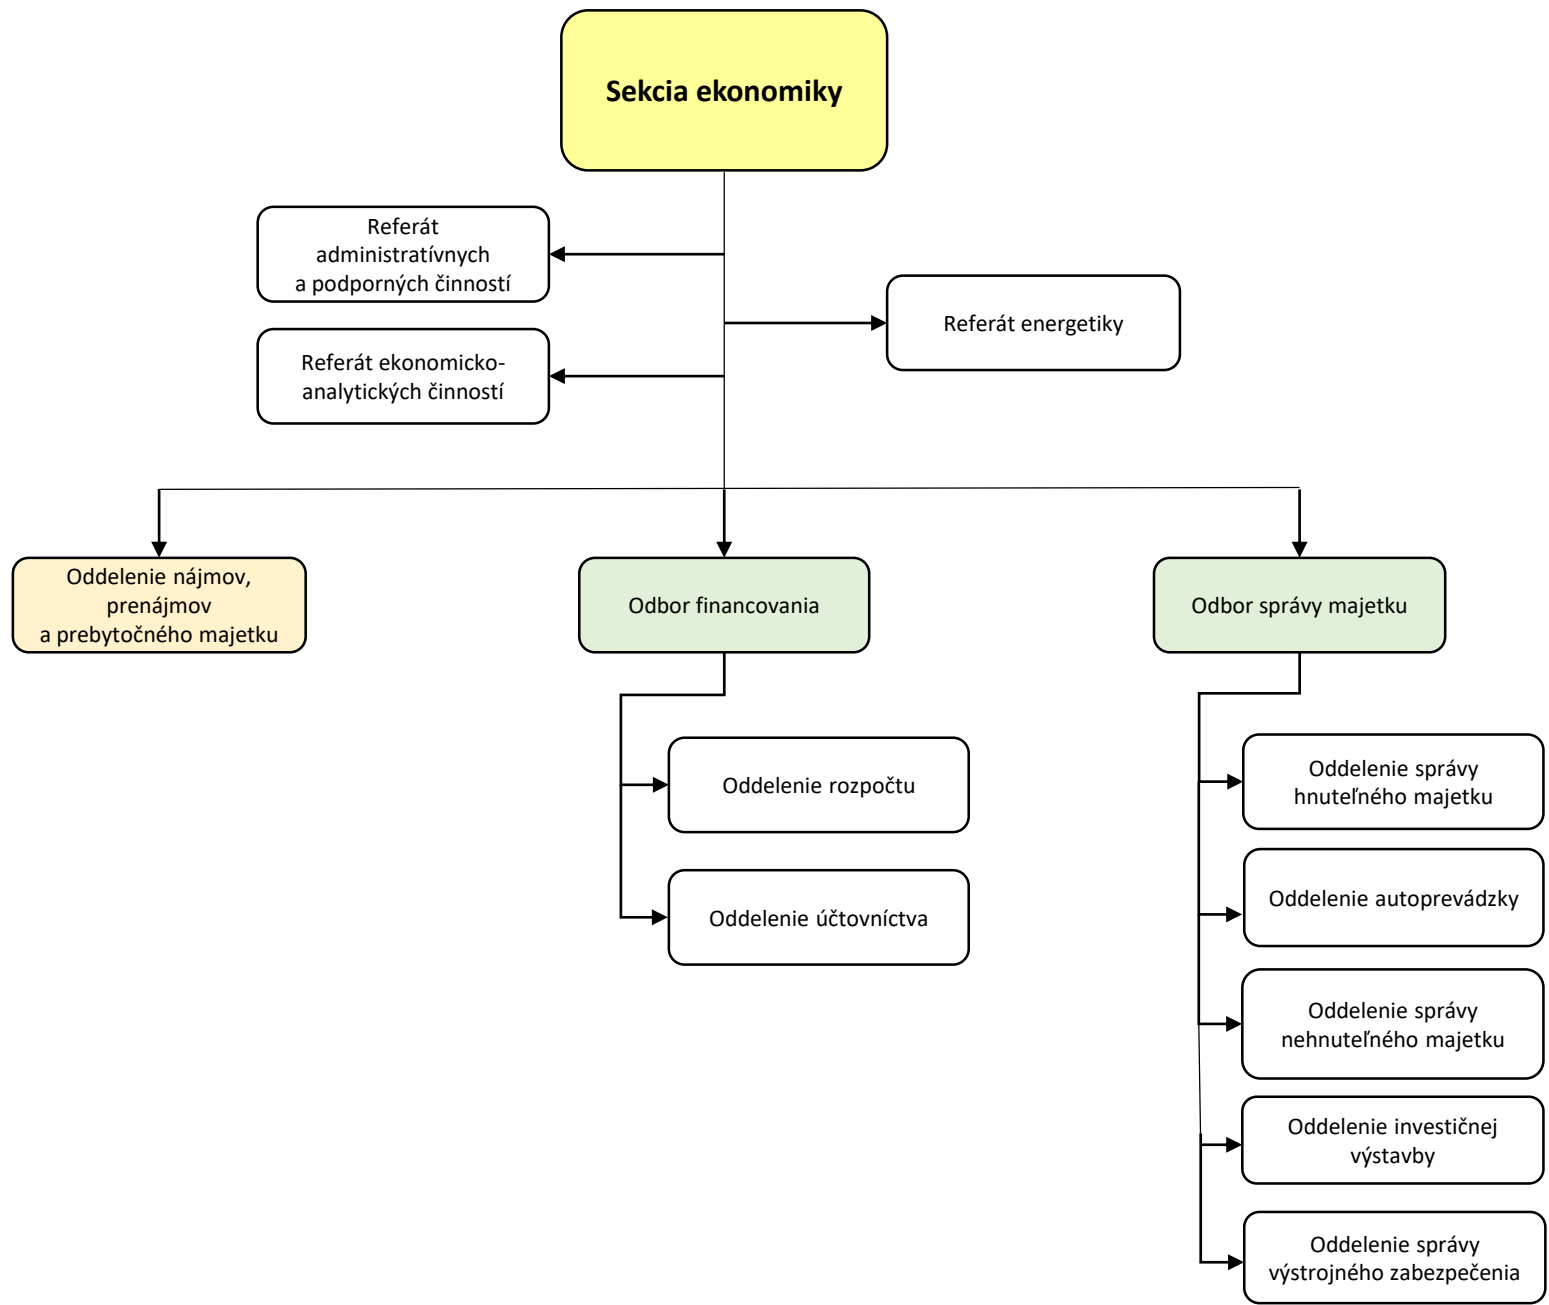 Sekcia ekonomiky
Referát
administratívnych
a podporných činností
Referát energetiky
Referát ekonomicko-
analytických činností
Oddelenie nájmov,
prenájmov
a prebytočného majetku
Odbor financovania
Odbor správy majetku
Oddelenie rozpočtu
Oddelenie účtovníctva
Oddelenie správy
hnuteľného majetku
Oddelenie autoprevádzky
Oddelenie správy
nehnuteľného majetku
Oddelenie investičnej
výstavby
Oddelenie správy
výstrojného zabezpečenia